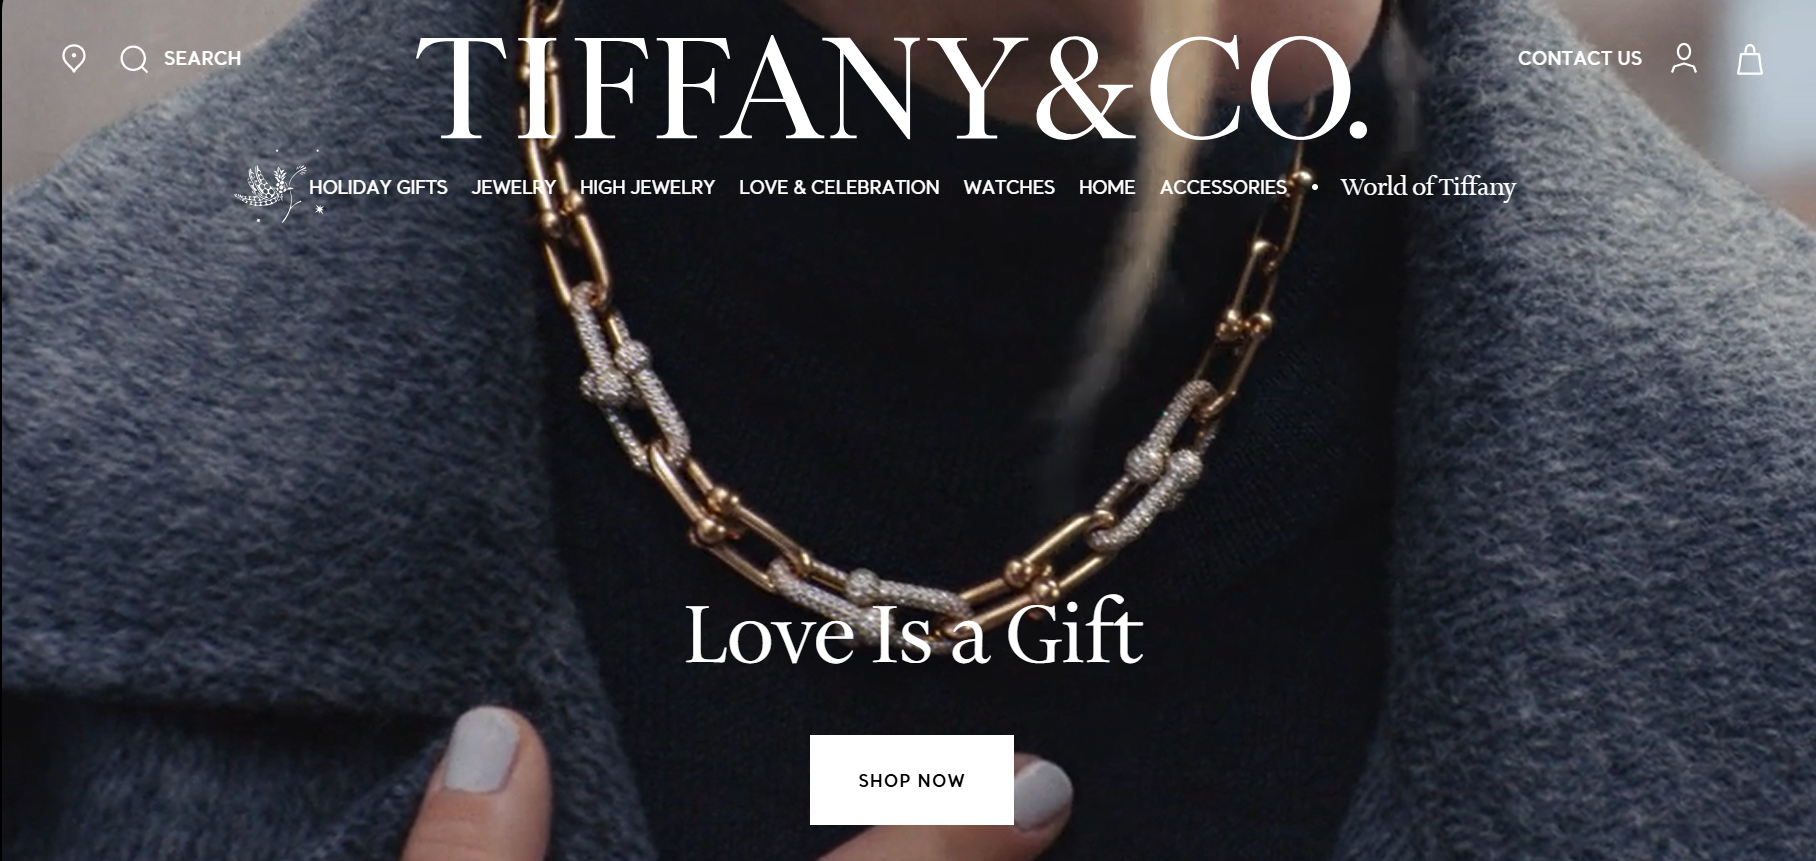 SEARCH
TIFFANY & CO.
CONTACT US
HOLIDAY GIFTS JEWELRY HIGH JEWELRY LOVE & CELEBRATION WATCHES HOME ACCESSORIES • World of Tiffany
Love Is a Gift
SHOP NOW